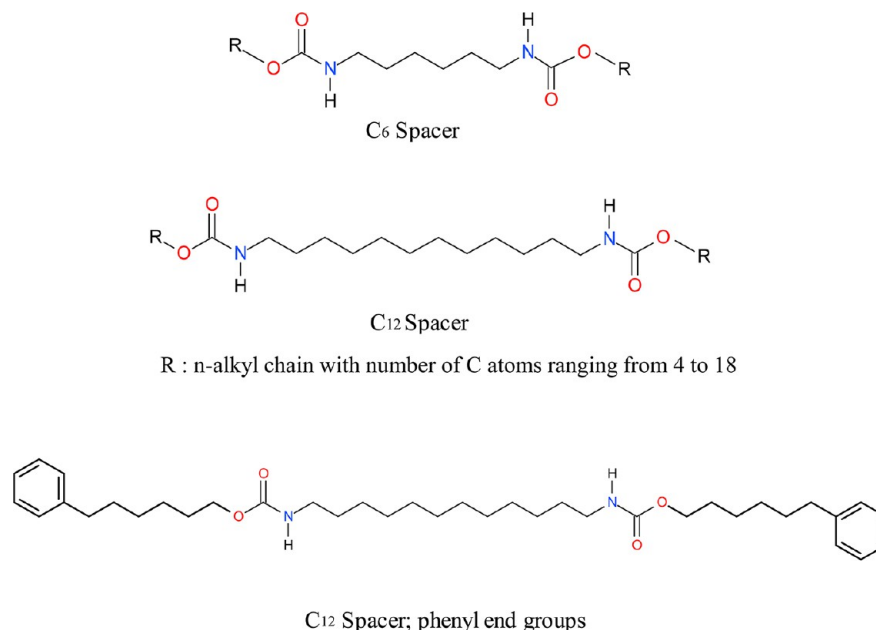 O H
R N O
O N R
H O
C6 Spacer
O H
R N O
O N R
H O
C12 Spacer
R : n-alkyl chain with number of C atoms ranging from 4 to 18
O H
N O
O N
H O
C12 Spacer; phenyl end groups